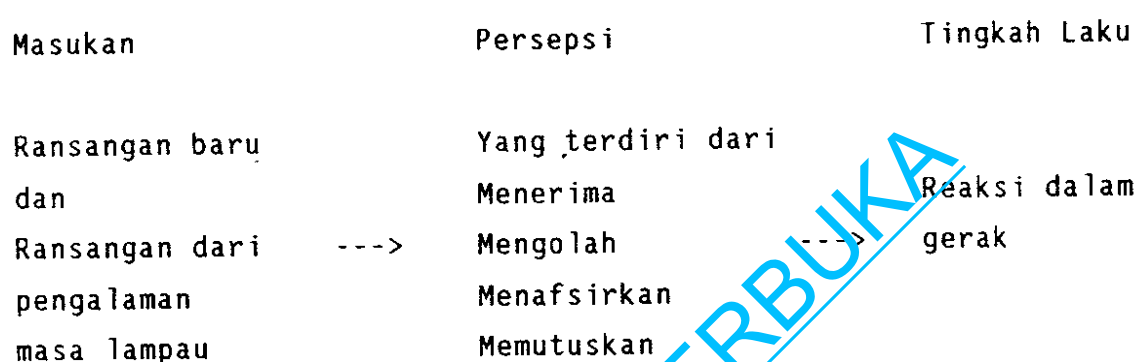 Masukan Persepsi Tingkah Laku
Ransangan baru Yang terdiri dari
dan Menerima Reaksi dalam
Ransangan dari ---> Mengolah ---> gerak
pengalaman Menafsirkan
masa lampau Memutuskan
ERBUKA